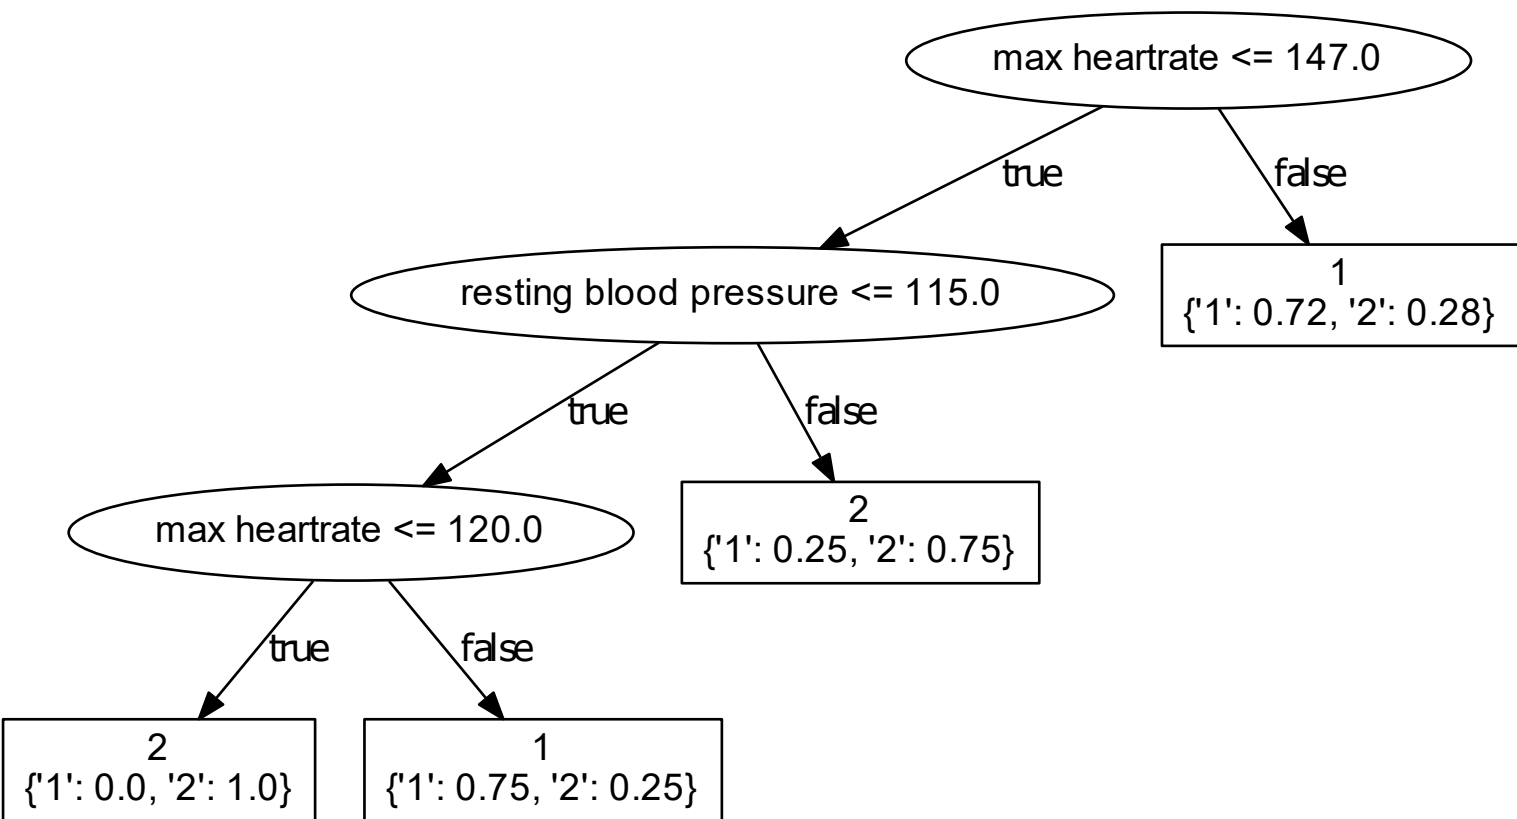 max heartrate <= 147.0
true
false
resting blood pressure <= 115.0
1
{'1': 0.72, '2': 0.28}
true
false
max heartrate <= 120.0
2
{'1': 0.25, '2': 0.75}
true
false
2
{'1': 0.0, '2': 1.0}
1
{'1': 0.75, '2': 0.25}